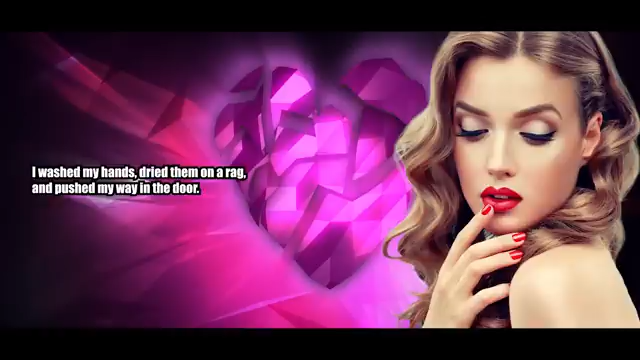 I washed my hands, dried them on a rag,
and pushed my way in the door.